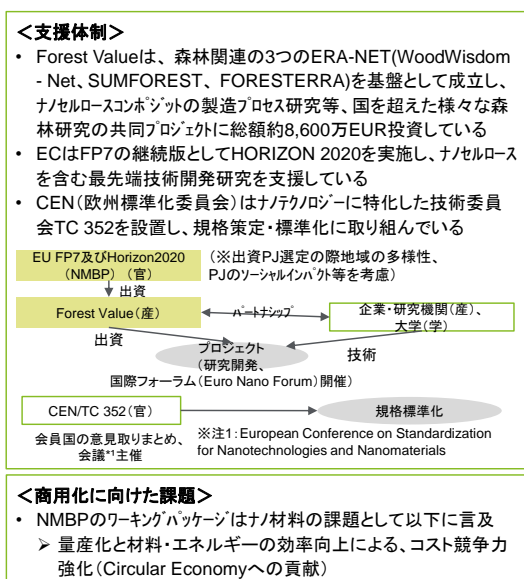 ＜支援体制＞
• Forest Valueは、森林関連の3つのERA-NET(WoodWisdom
- Net、SUMFOREST、FORESTERRA)を基盤として成立し、
ﾅﾉｾﾙﾛｰｽｺﾝﾎﾟｼﾞｯﾄの製造ﾌﾟﾛｾｽ研究等、国を超えた様々な森
林研究の共同ﾌﾟﾛｼﾞｪｸﾄに総額約8,600万EUR投資している
• ECはFP7の継続版としてHORIZON 2020を実施し、ﾅﾉｾﾙﾛｰｽ
を含む最先端技術開発研究を支援している
• CEN（欧州標準化委員会）はﾅﾉﾃｸﾉﾛｼﾞｰに特化した技術委員
会TC 352を設置し、規格策定・標準化に取り組んでいる
EU FP7及びHorizon2020
（NMBP）（官）
（※出資PJ選定の際地域の多様性、
PJのｿｰｼｬﾙｲﾝﾊﾟｸﾄ等を考慮）
出資
Forest Value（産）
ﾊﾟｰﾄﾅｼｯﾌﾟ
企業・研究機関（産）、
大学（学）
出資
プロジェクト
（研究開発、
国際フォーラム（Euro Nano Forum）開催）
技術
CEN/TC 352（官）
規格標準化
会員国の意見取りまとめ、
会議*1主催
※注1：European Conference on Standardization
for Nanotechnologies and Nanomaterials
＜商用化に向けた課題＞
• NMBPのﾜｰｷﾝｸﾞﾊﾟｯｹｰｼﾞはﾅﾉ材料の課題として以下に言及
➢ 量産化と材料・エネルギーの効率向上による、コスト競争力
強化（Circular Economyへの貢献）